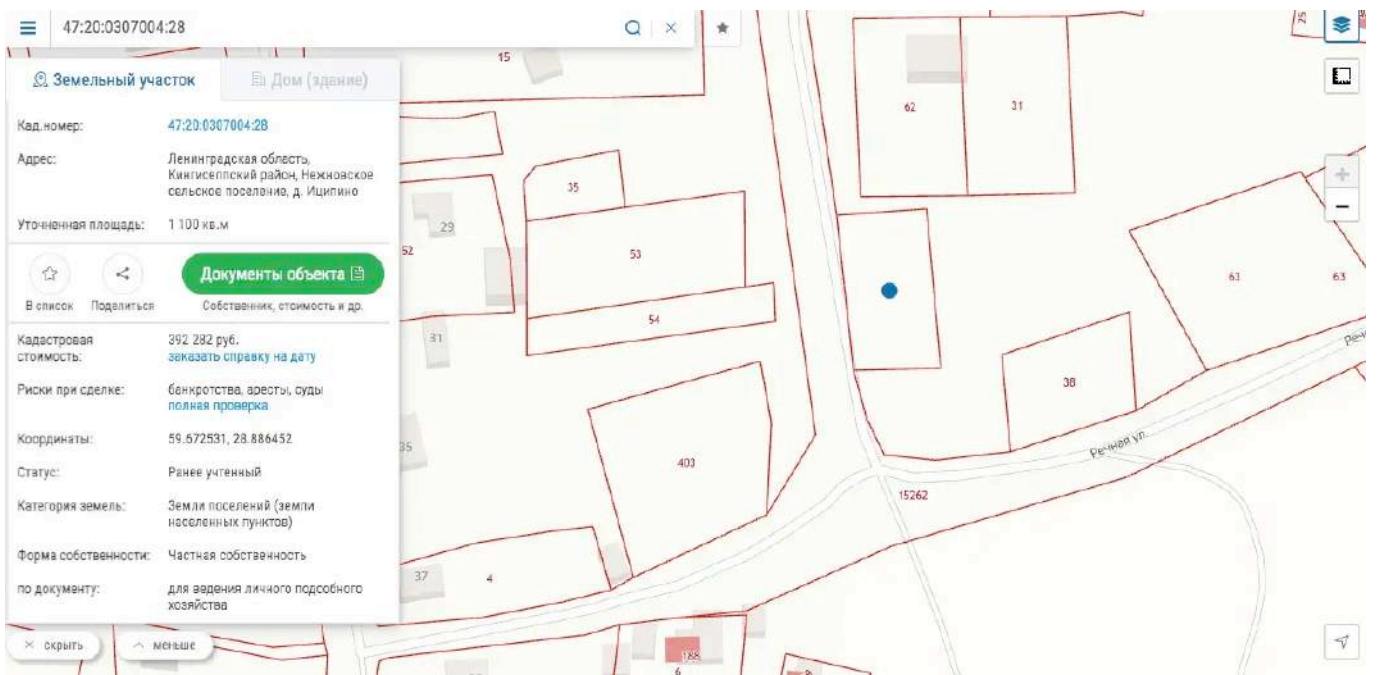 47:20:0307004:28
Земельный участок
Дом (здание)
Кад.номер:
47:20:0307004:28
Адрес:
Ленинградская область,
Кингисеппский район, Нежновское
сельское поселение, д. Иципино
Уточненная площадь:
1 100 кв.м
В список
Поделиться
Документы объекта
Собственник, стоимость и др.
Кадастровая
стоимость:
392 282 руб.
заказать справку на дату
Риски при сделке:
банкротства, аресты, суды
полная проверка
Координаты:
59.672531, 28.886452
Статус:
Ранее учтенный
Категория земель:
Земли поселений (земли
населенных пунктов)
Форма собственности:
Частная собственность
по документу:
для ведения личного подсобного
хозяйства
скрыть
меньше
15
62
31
25
35
29
52
53
54
31
63
63
38
Речная ул.
403
35
15262
37
4
188
6